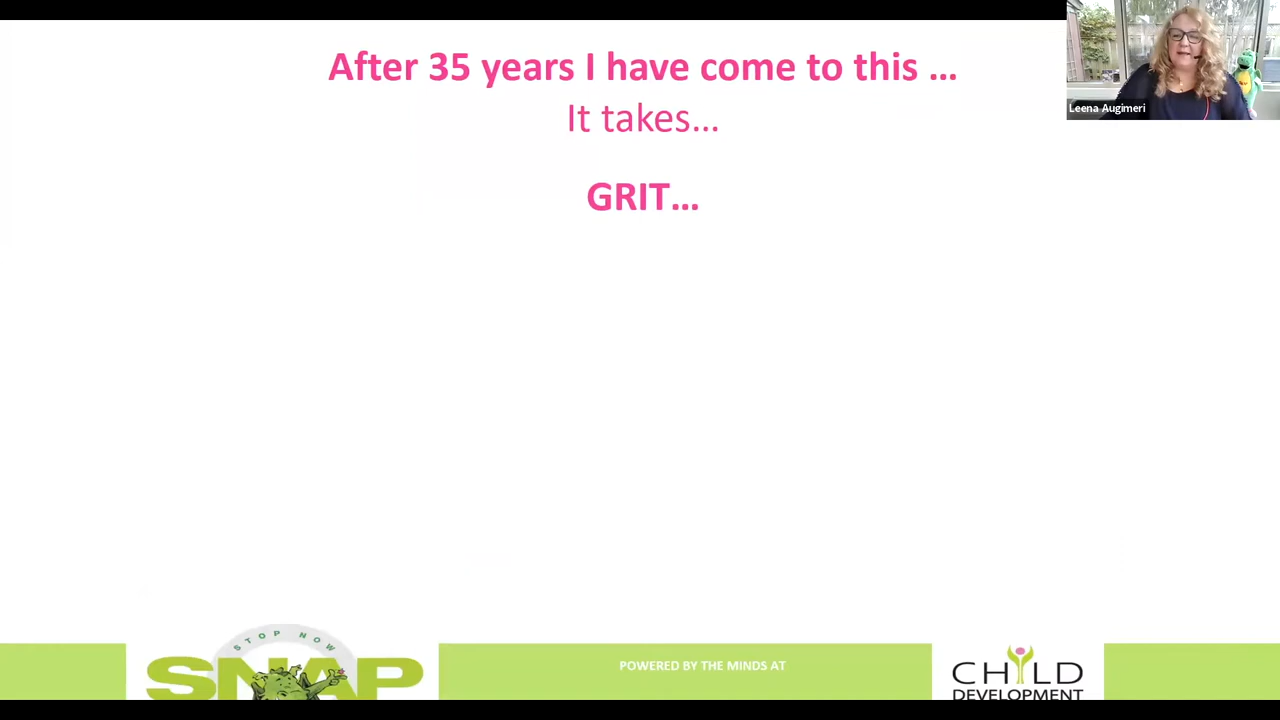 After 35 years I have come to this …
It takes…
GRIT…
Leena Augimeri
STOP NOW
SNAP
POWERED BY THE MINDS AT
CHILD
DEVELOPMENT